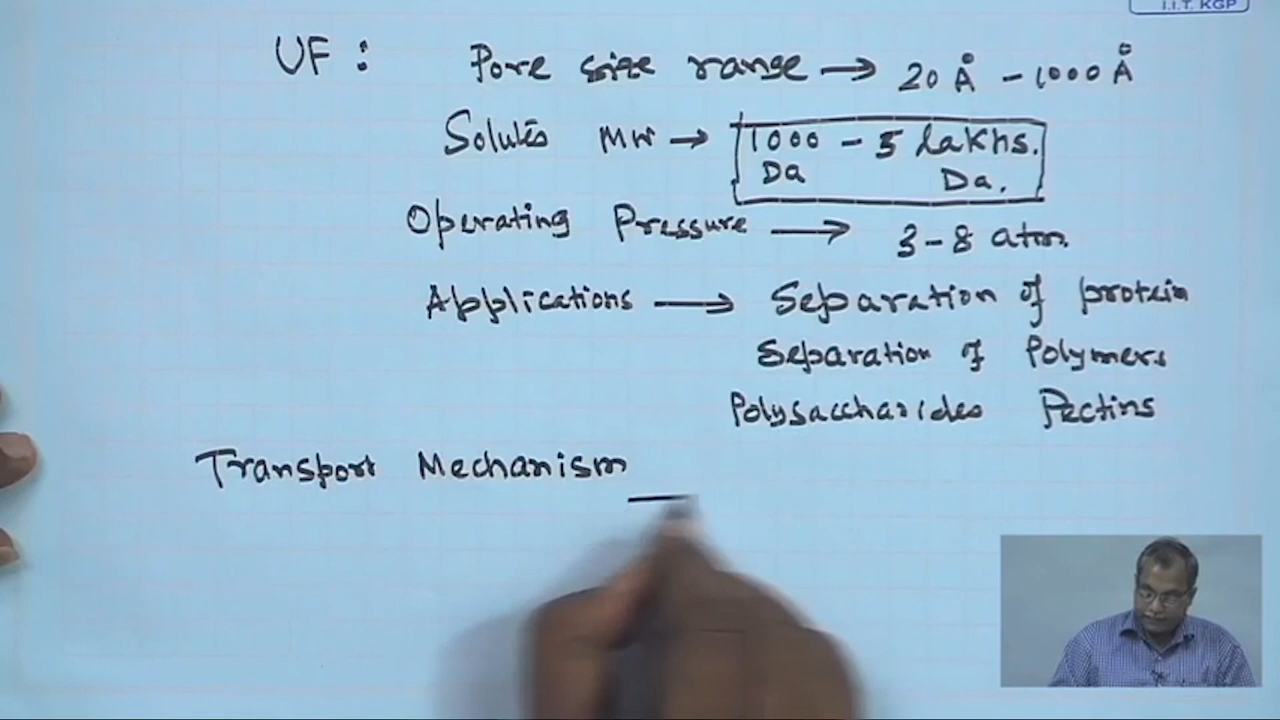 I.I.T. KGP
UF : Pore size range → 20 Å - 1000 Å
Solutes MW → 1000 - 5 lakhs.
Da Da.
Operating Pressure → 3-8 atm.
Applications → Separation of protein
Separation of Polymers
Polysaccharides Pectins
Transport Mechanism